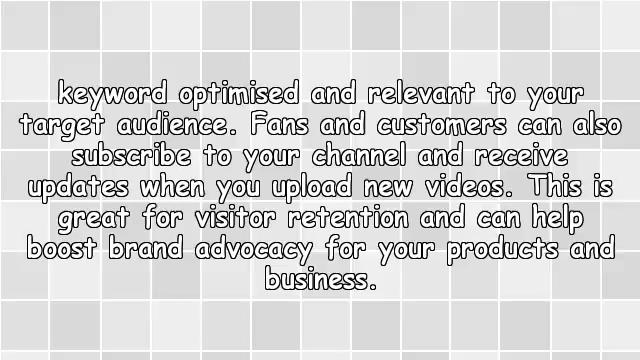 keyword optimised and relevant to your
target audience. Fans and customers can also
subscribe to your channel and receive
updates when you upload new videos. This is
great for visitor retention and can help
boost brand advocacy for your products and
business.